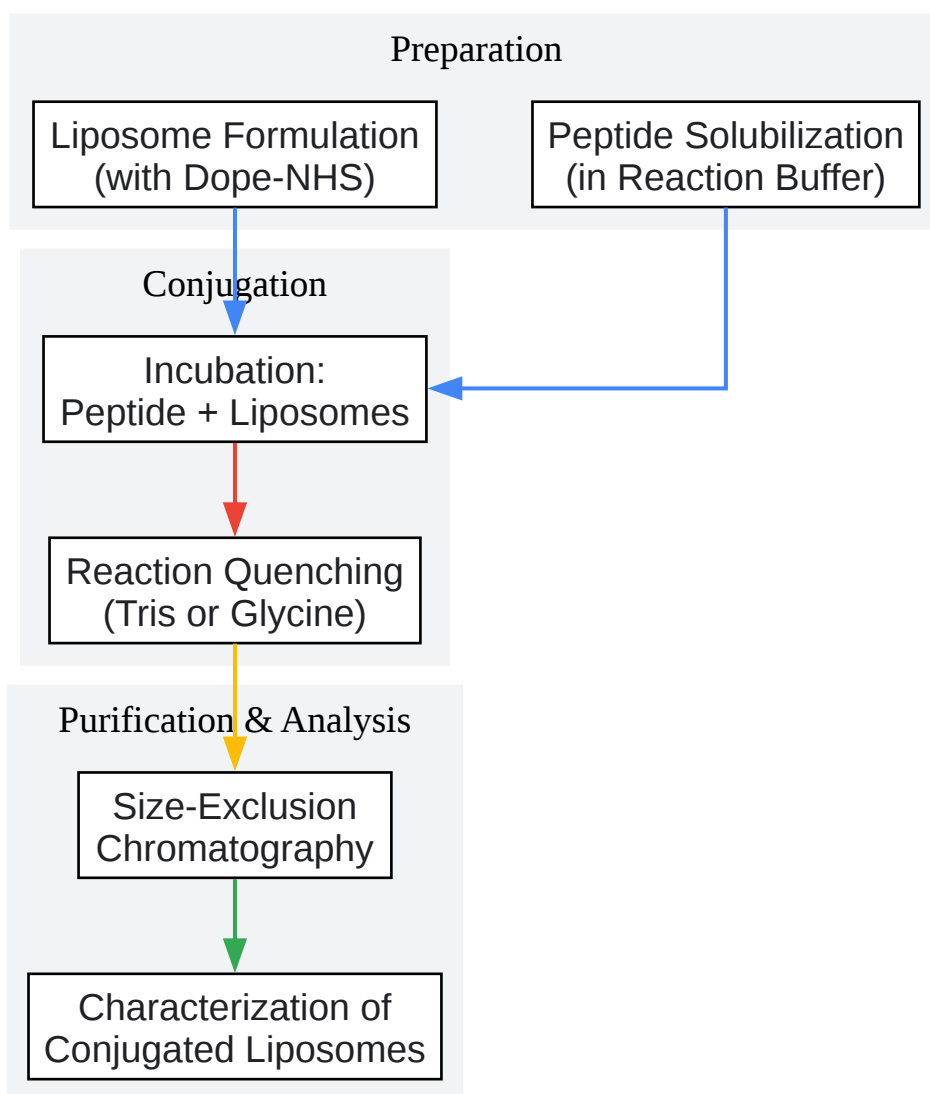 Preparation
Liposome Formulation
(with Dope-NHS)
Peptide Solubilization
(in Reaction Buffer)
Conjugation
Incubation:
Peptide + Liposomes
Reaction Quenching
(Tris or Glycine)
Purification & Analysis
Size-Exclusion
Chromatography
Characterization of
Conjugated Liposomes